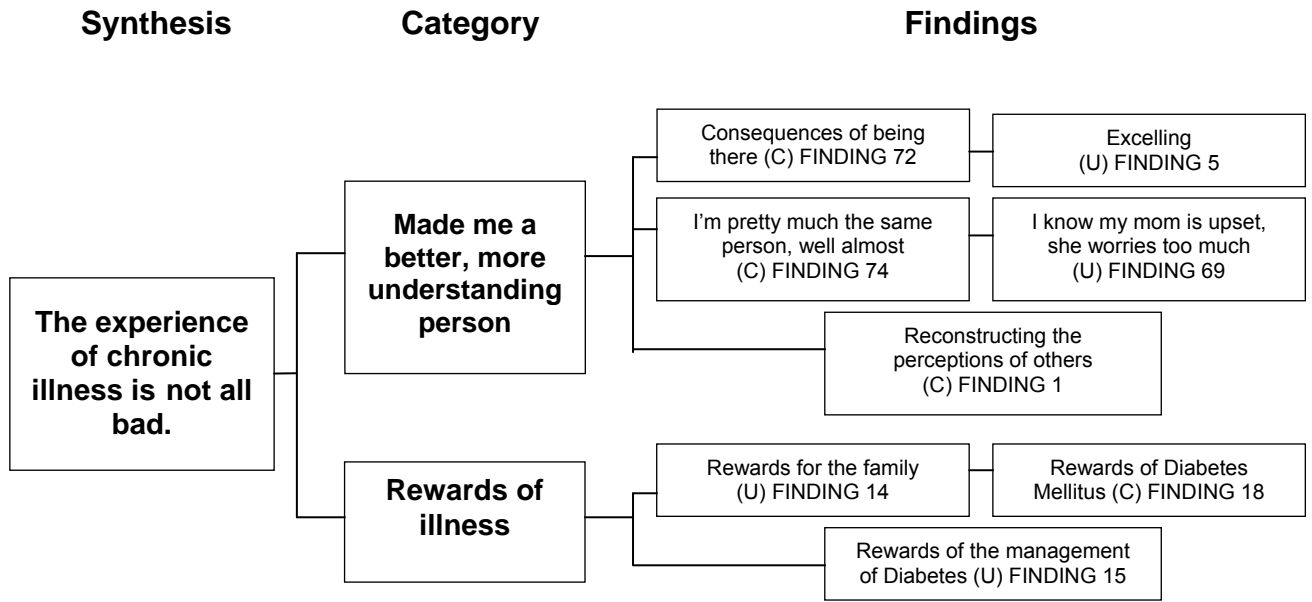 Synthesis
Category
Findings
The experience
of chronic
illness is not all
bad.
Made me a
better, more
understanding
person
Consequences of being
there (C) FINDING 72
Excelling
(U) FINDING 5
I’m pretty much the same
person, well almost
(C) FINDING 74
I know my mom is upset,
she worries too much
(U) FINDING 69
Reconstructing the
perceptions of others
(C) FINDING 1
Rewards of
illness
Rewards for the family
(U) FINDING 14
Rewards of Diabetes
Mellitus (C) FINDING 18
Rewards of the management
of Diabetes (U) FINDING 15